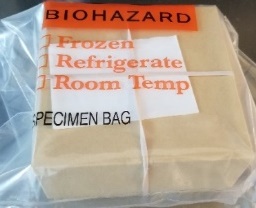 BIOHAZARD
Frozen
Refrigerate
Room Temp
SPECIMEN BAG